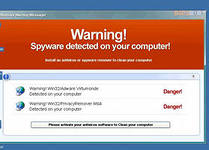 Warning!
Spyware detected on your computer!
Install an antivirus or spyware remover to clean your computer.
Warning! Win32/Adware.Virtumonde
Detected on your computer
Danger!
Warning! Win32/PrivacyRemover.M64
Detected on your computer
Danger!
Please activate your antivirus software to clean your computer